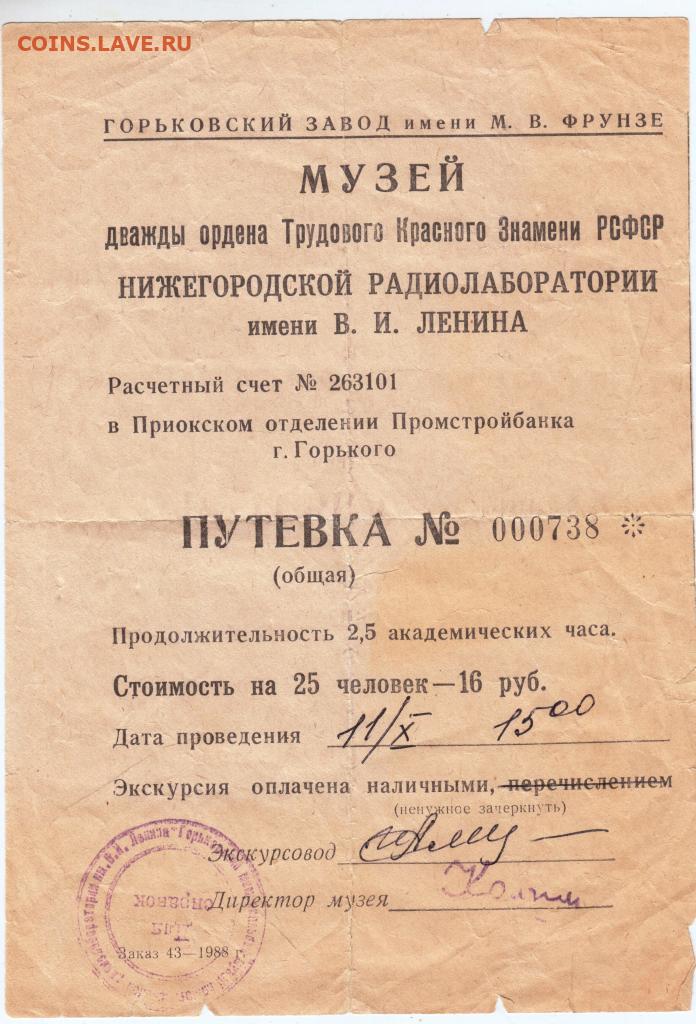 COINS.LAVE.RU
ГОРЬКОВСКИЙ ЗАВОД имени М. В. ФРУНЗЕ
МУЗЕЙ
дважды ордена Трудового Красного Знамени РСФСР
НИЖЕГОРОДСКОЙ РАДИОЛАБОРАТОРИИ
имени В. И. ЛЕНИНА
Расчетный счет № 263101
в Приокском отделении Промстройбанка
г. Горького
ПУТЕВКА № 000738 *
(общая)
Продолжительность 2,5 академических часа.
Стоимость на 25 человек—16 руб.
Дата проведения 11/X 15 00
Экскурсия оплачена наличными, перечислением
(ненужное зачеркнуть)
Экскурсовод
Директор музея
Для
справок
Заказ 43—1988 г.